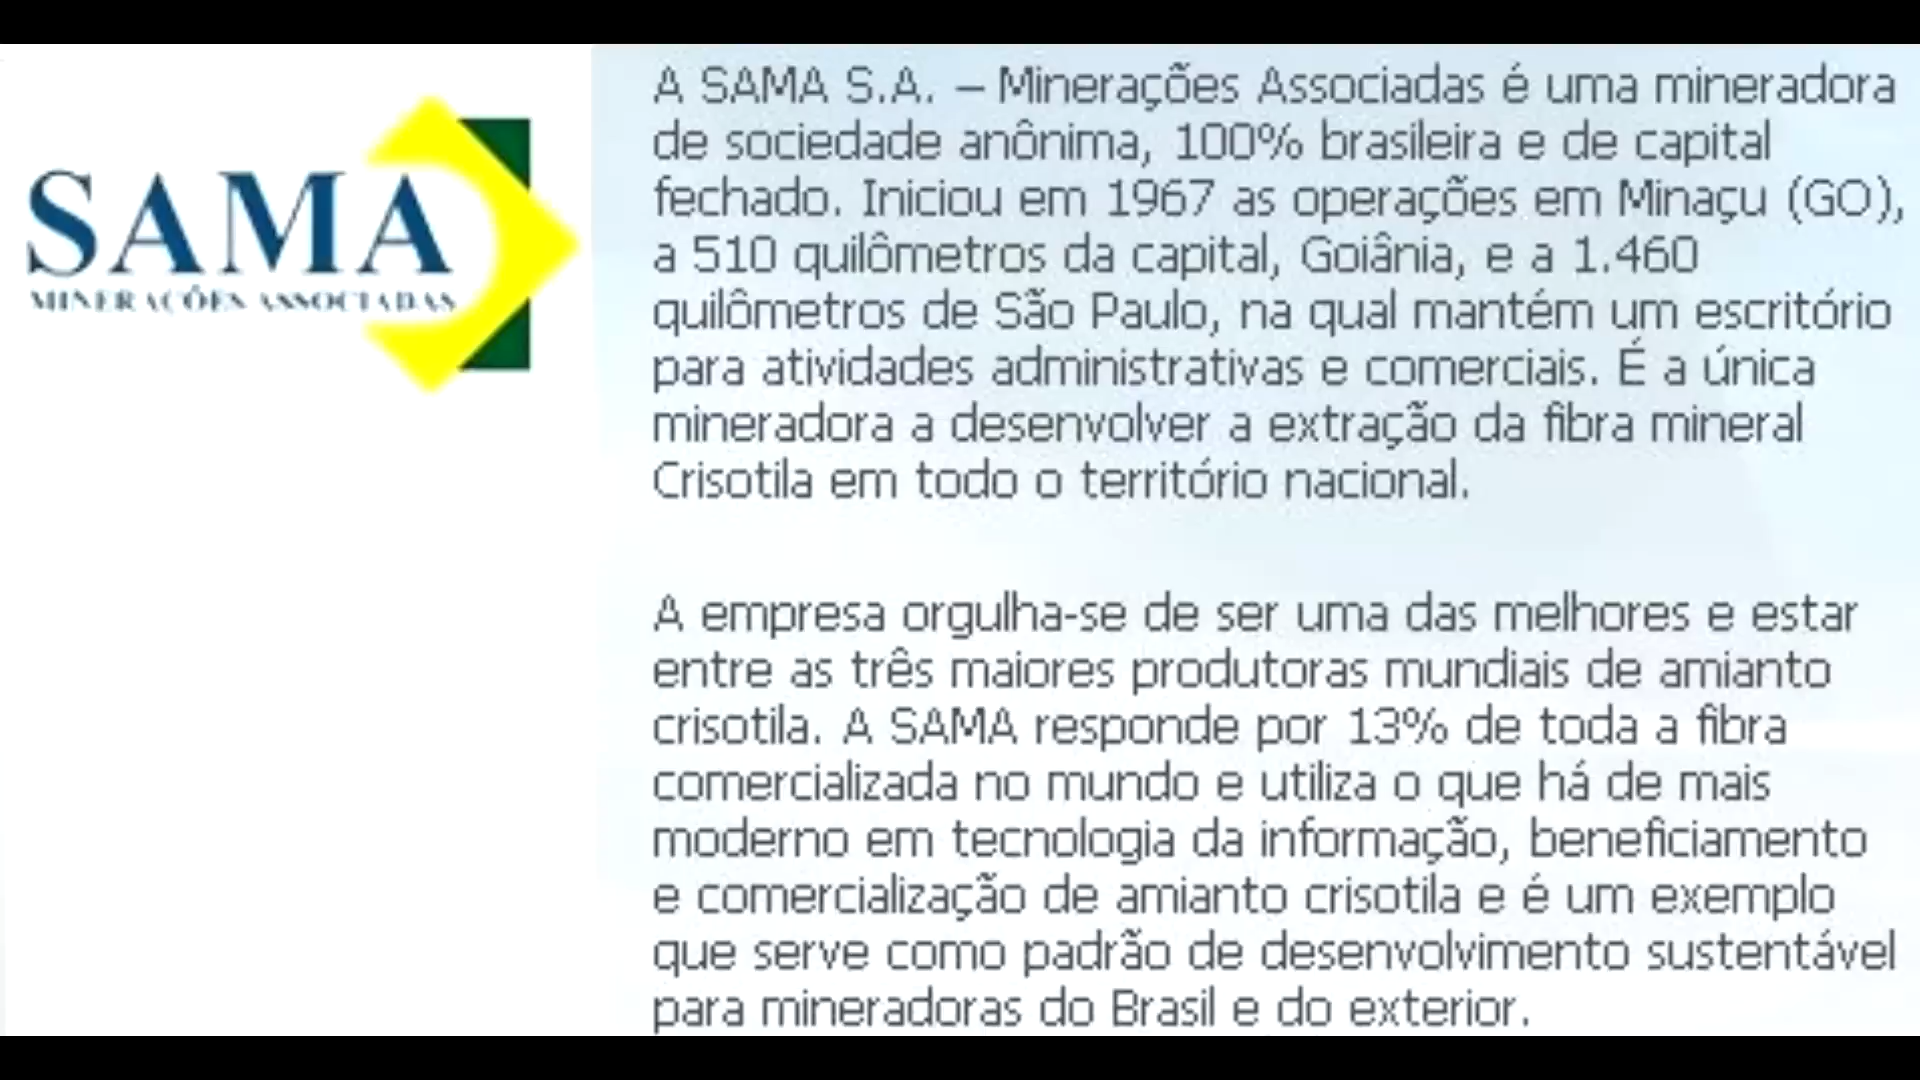 SAMA
MINERAÇÕES ASSOCIADAS
A SAMA S.A. – Minerações Associadas é uma mineradora
de sociedade anônima, 100% brasileira e de capital
fechado. Iniciou em 1967 as operações em Minaçu (GO),
a 510 quilômetros da capital, Goiânia, e a 1.460
quilômetros de São Paulo, na qual mantém um escritório
para atividades administrativas e comerciais. É a única
mineradora a desenvolver a extração da fibra mineral
Crisotila em todo o território nacional.
A empresa orgulha-se de ser uma das melhores e estar
entre as três maiores produtoras mundiais de amianto
crisotila. A SAMA responde por 13% de toda a fibra
comercializada no mundo e utiliza o que há de mais
moderno em tecnologia da informação, beneficiamento
e comercialização de amianto crisotila e é um exemplo
que serve como padrão de desenvolvimento sustentável
para mineradoras do Brasil e do exterior.